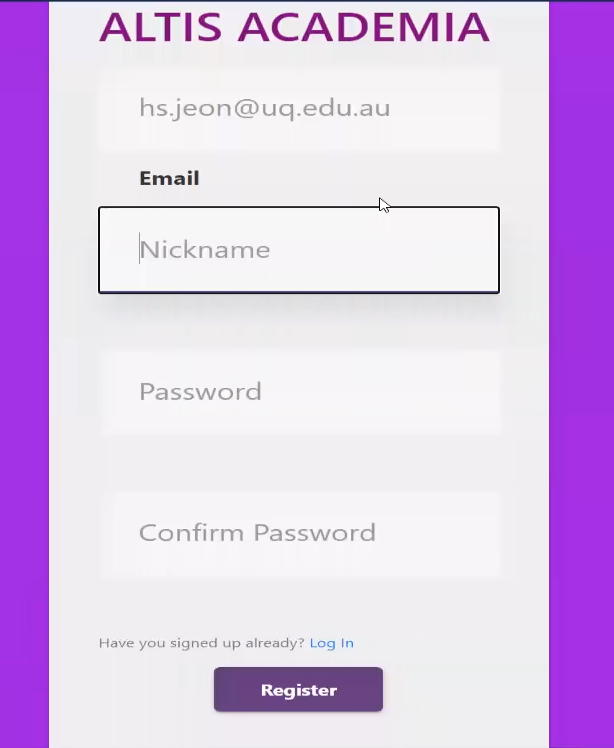 ALTIS ACADEMIA
hs.jeon@uq.edu.au
Email
Nickname
Password
Confirm Password
Have you signed up already? Log In
Register